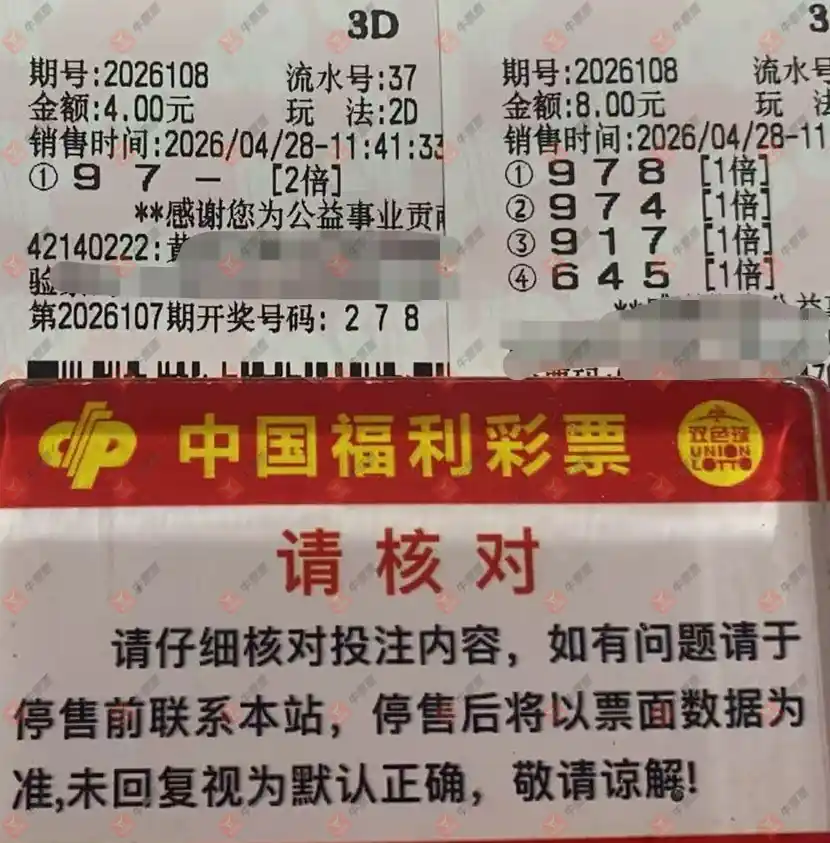 3D
期号:2026108 流水号:37
金额:4.00元 玩 法:2D
销售时间:2026/04/28-11:41:33
① 9 7 - [2倍]
**感谢您为公益事业贡
42140222:
第2026107期开奖号码: 2 7 8
3
期号:2026108 流水号
金额:8.00元 玩
销售时间:2026/04/28-11
① 9 7 8 [1倍]
② 9 7 4 [1倍]
③ 9 1 7 [1倍]
④ 6 4 5 [1倍]
中国福利彩票
双色球
UNION
LOTTO
请核对
请仔细核对投注内容，如有问题请于
停售前联系本站，停售后将以票面数据为
准,未回复视为默认正确，敬请谅解!